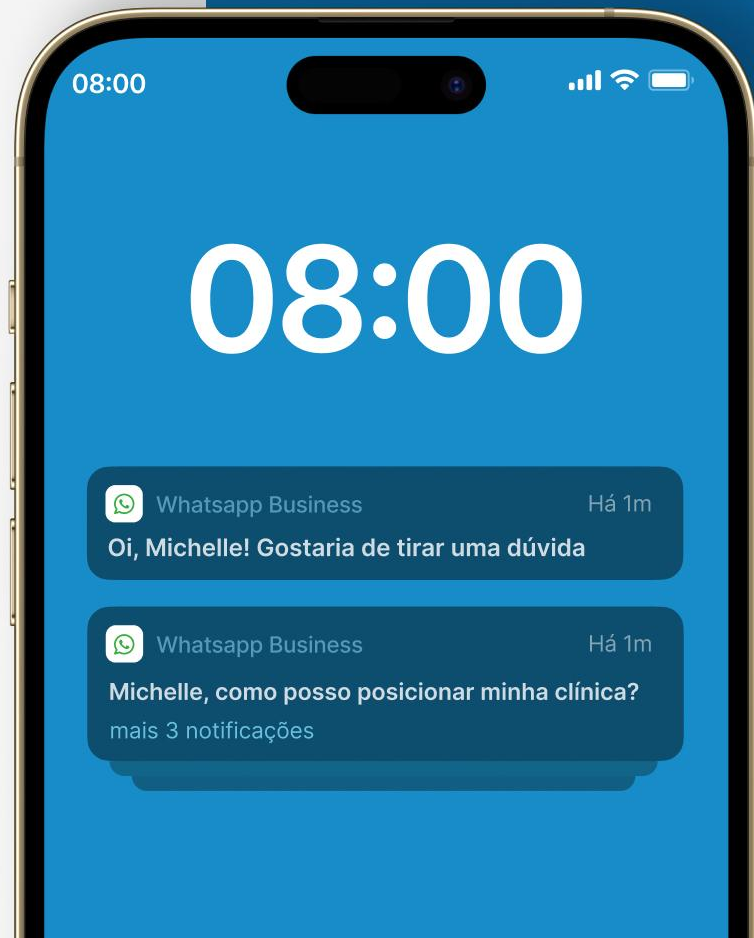 08:00
08:00
Whatsapp Business Há 1m
Oi, Michelle! Gostaria de tirar uma dúvida
Whatsapp Business Há 1m
Michelle, como posso posicionar minha clínica?
mais 3 notificações